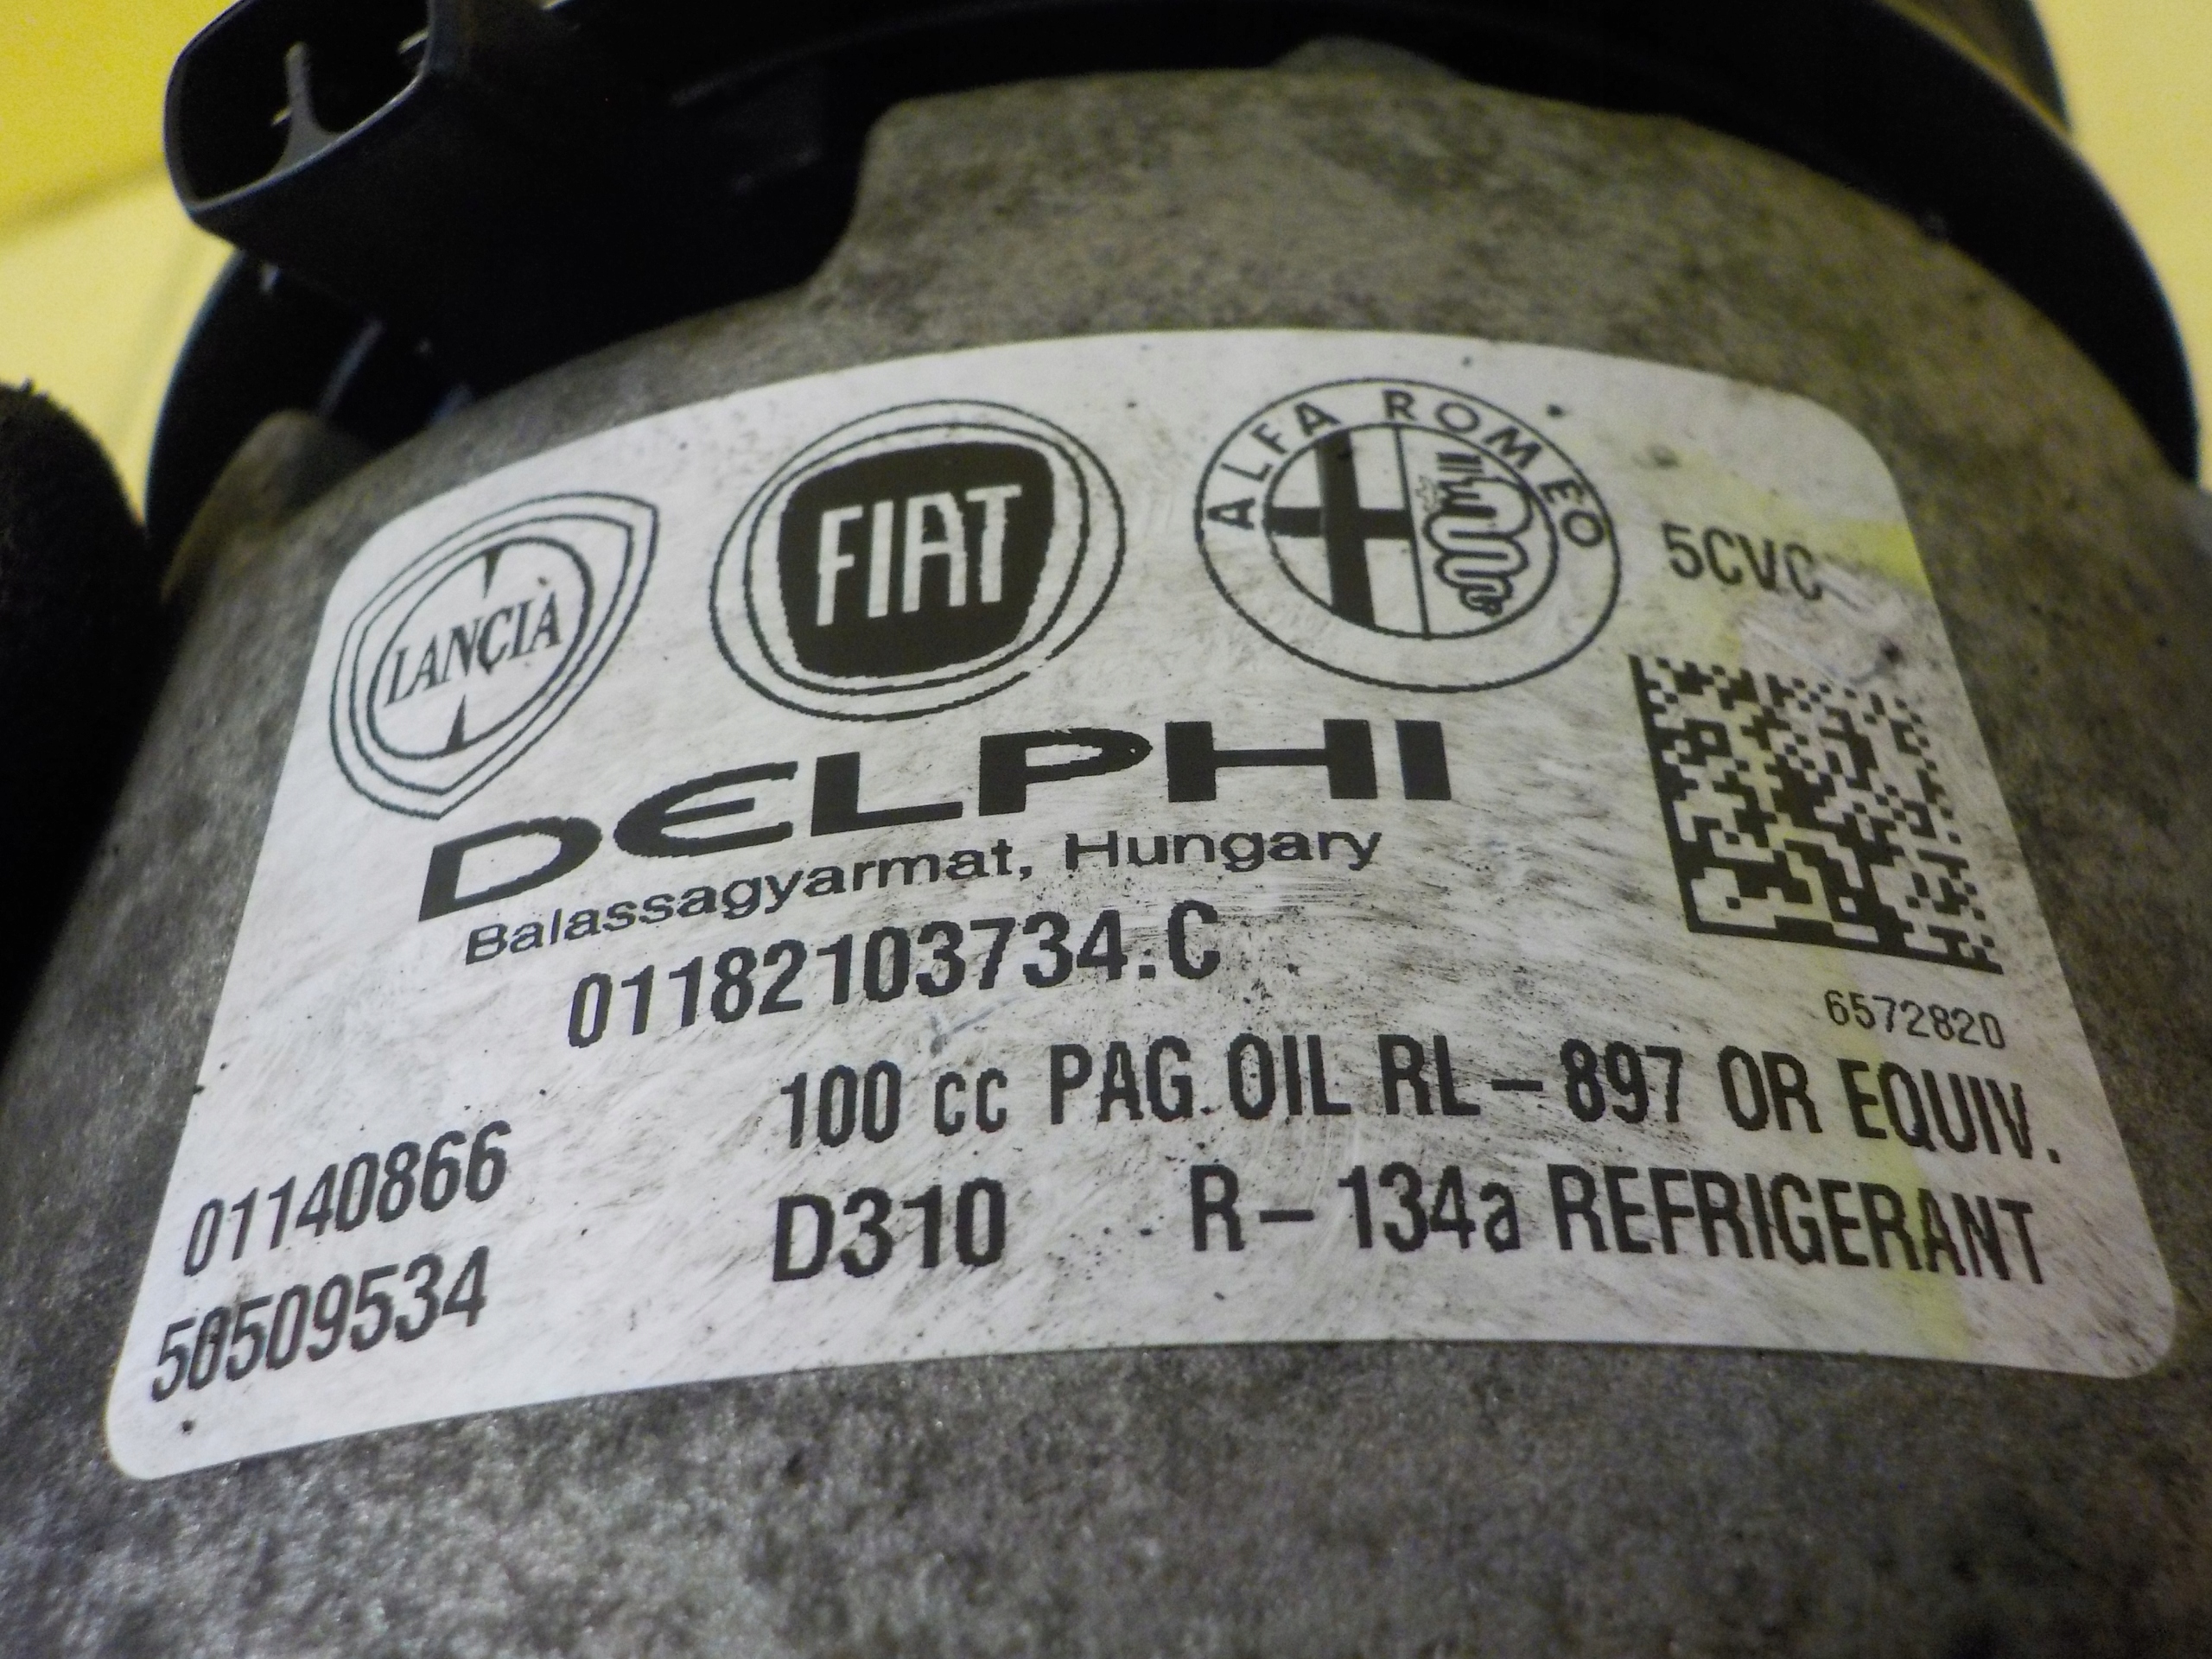 LANCIA
FIAT
ALFA ROMEO
5CVC
DELPHI
Balassagyarmat, Hungary
01182103734.C
6572820
100 cc PAG OIL RL-897 OR EQUIV.
01140866
D310 R-134a REFRIGERANT
50509534